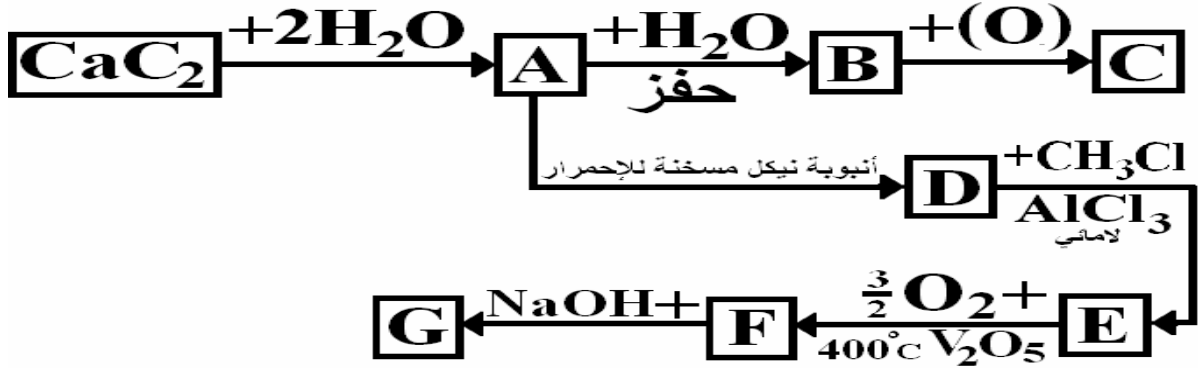 CaC₂ +2H₂O A +H₂O B +(O) C
حفز
أنبوبة نيكل مسخنة للإحمرار D +CH₃Cl
AlCl₃
لامائي
G NaOH+ F 3/2 O₂+ E
400°C V₂O₅